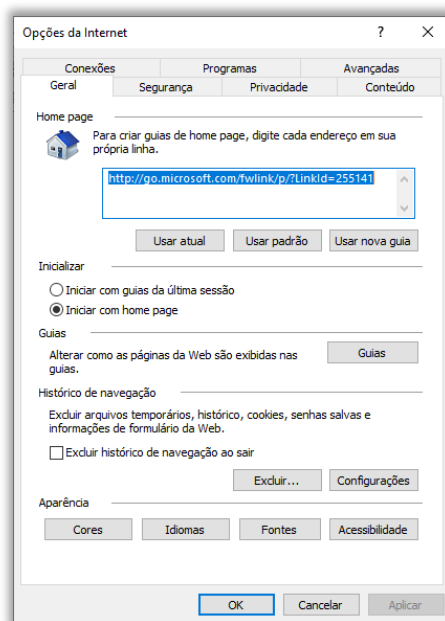 Opções da Internet
? ×
Conexões Programas Avançadas
Geral Segurança Privacidade Conteúdo
Home page
Para criar guias de home page, digite cada endereço em sua
própria linha.
http://go.microsoft.com/fwlink/p/?LinkId=255141
Usar atual Usar padrão Usar nova guia
Inicializar
Iniciar com guias da última sessão
Iniciar com home page
Guias
Alterar como as páginas da Web são exibidas nas
guias.
Guias
Histórico de navegação
Excluir arquivos temporários, histórico, cookies, senhas salvas e
informações de formulário da Web.
Excluir histórico de navegação ao sair
Excluir... Configurações
Aparência
Cores Idiomas Fontes Acessibilidade
OK Cancelar Aplicar